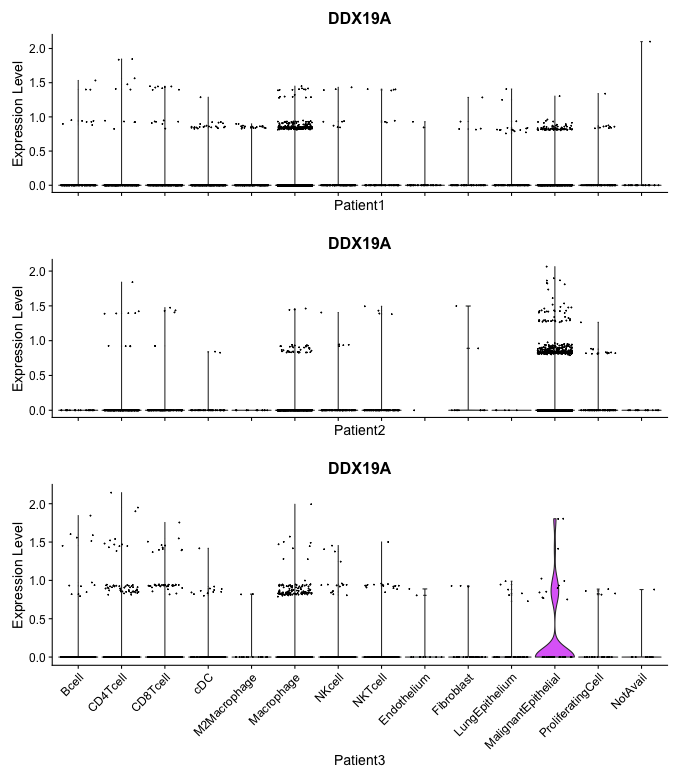 DDX19A
Expression Level
2.0
1.5
1.0
0.5
0.0
Patient1
DDX19A
Expression Level
2.0
1.5
1.0
0.5
0.0
Patient2
DDX19A
Expression Level
2.0
1.5
1.0
0.5
0.0
Bcell
CD4Tcell
CD8Tcell
cDC
M2Macrophage
Macrophage
NKcell
NKTcell
Endothelium
Fibroblast
LungEpithelium
MalignantEpithelial
ProliferatingCell
NotAvail
Patient3